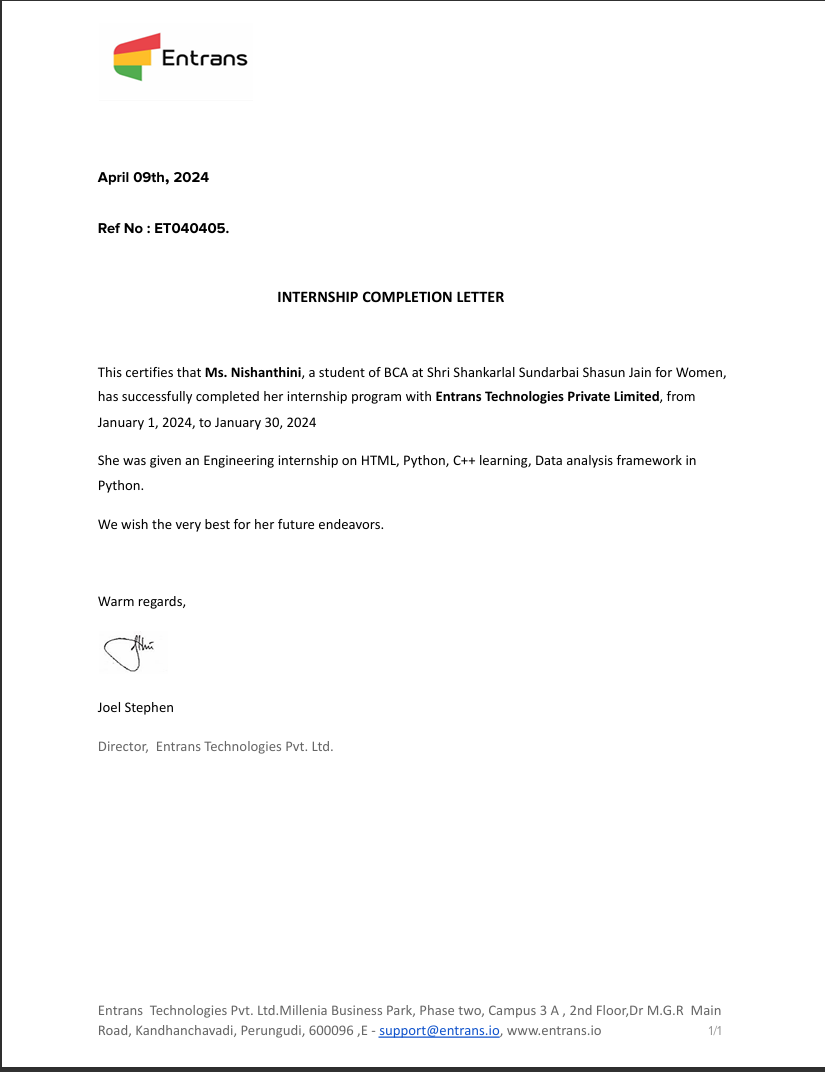 Entrans
April 09th, 2024
Ref No : ET040405.
INTERNSHIP COMPLETION LETTER
This certifies that Ms. Nishanthini, a student of BCA at Shri Shankarlal Sundarbai Shasun Jain for Women,
has successfully completed her internship program with Entrans Technologies Private Limited, from
January 1, 2024, to January 30, 2024
She was given an Engineering internship on HTML, Python, C++ learning, Data analysis framework in
Python.
We wish the very best for her future endeavors.
Warm regards,
Joel Stephen
Director,  Entrans Technologies Pvt. Ltd.
Entrans  Technologies Pvt. Ltd.Millenia Business Park, Phase two, Campus 3 A , 2nd Floor,Dr M.G.R  Main
Road, Kandhanchavadi, Perungudi, 600096 ,E - support@entrans.io, www.entrans.io
1/1